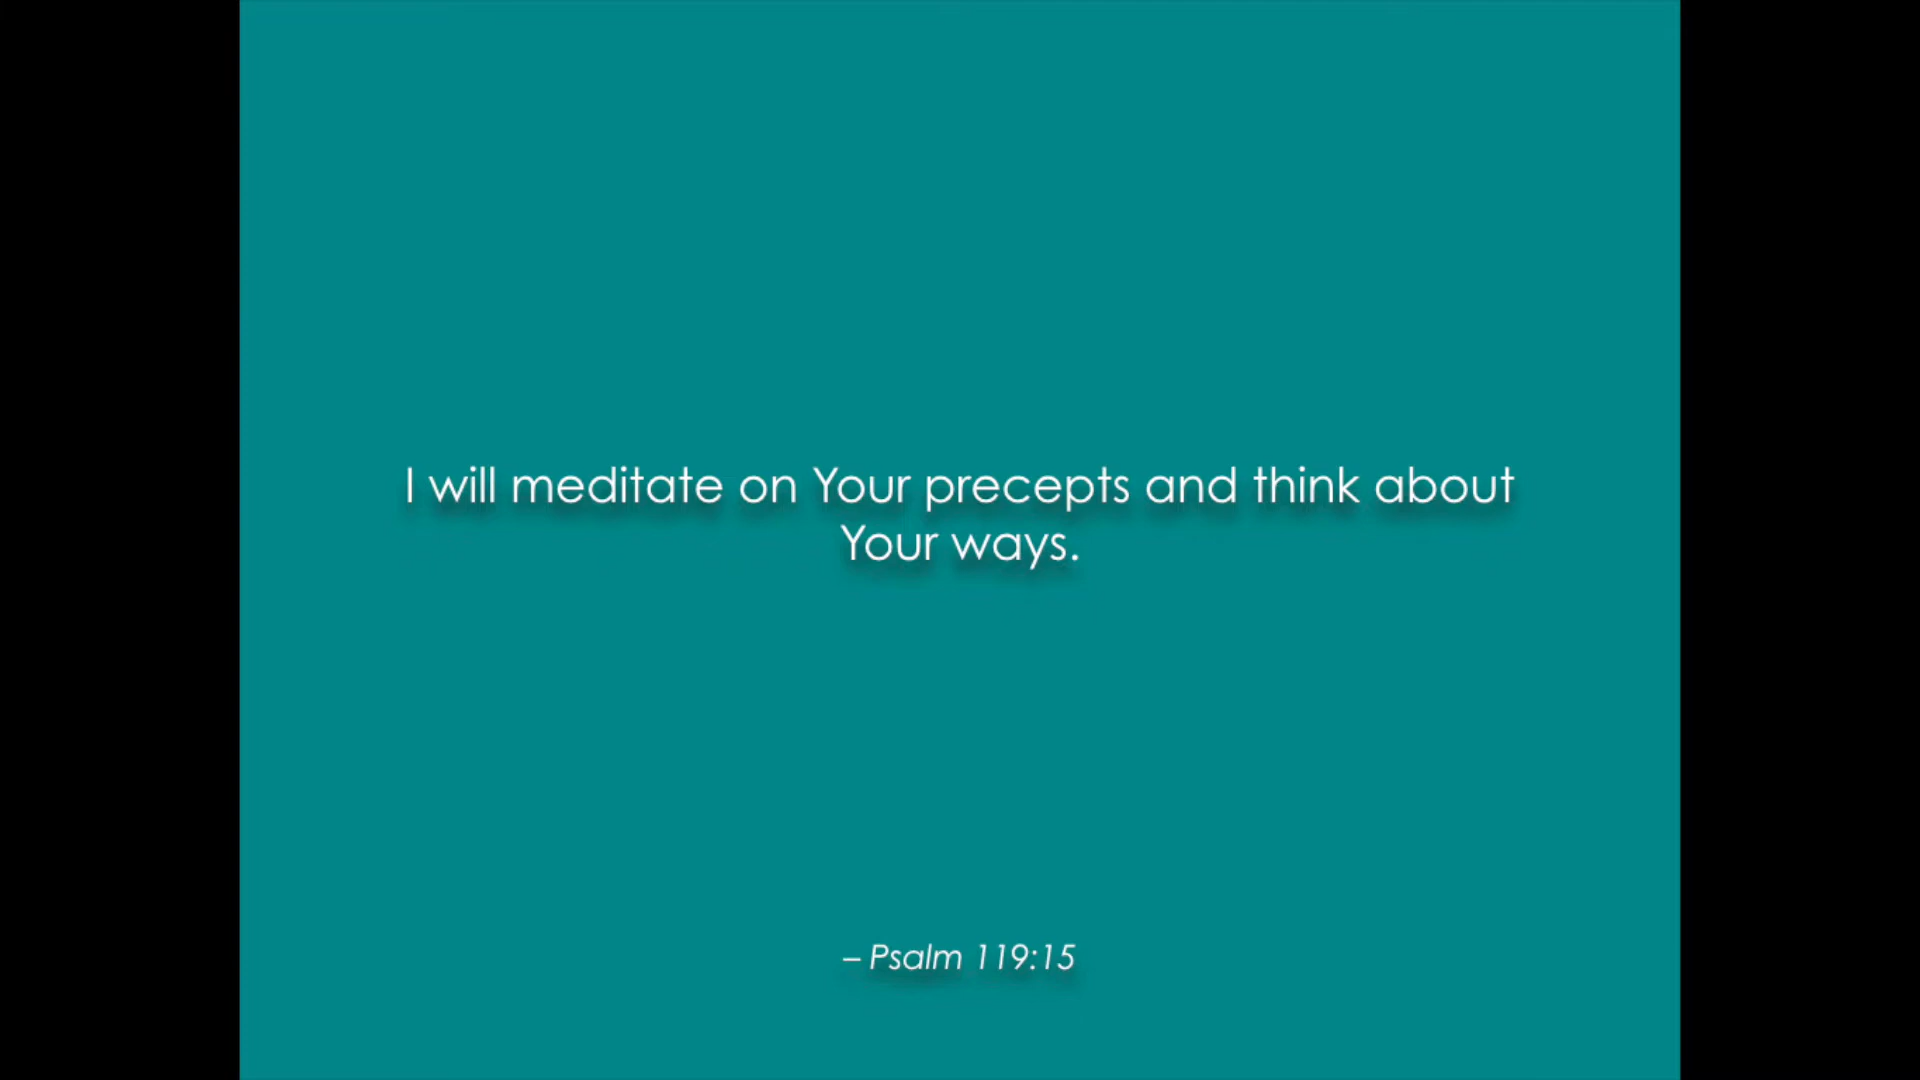 I will meditate on Your precepts and think about
Your ways.
– Psalm 119:15